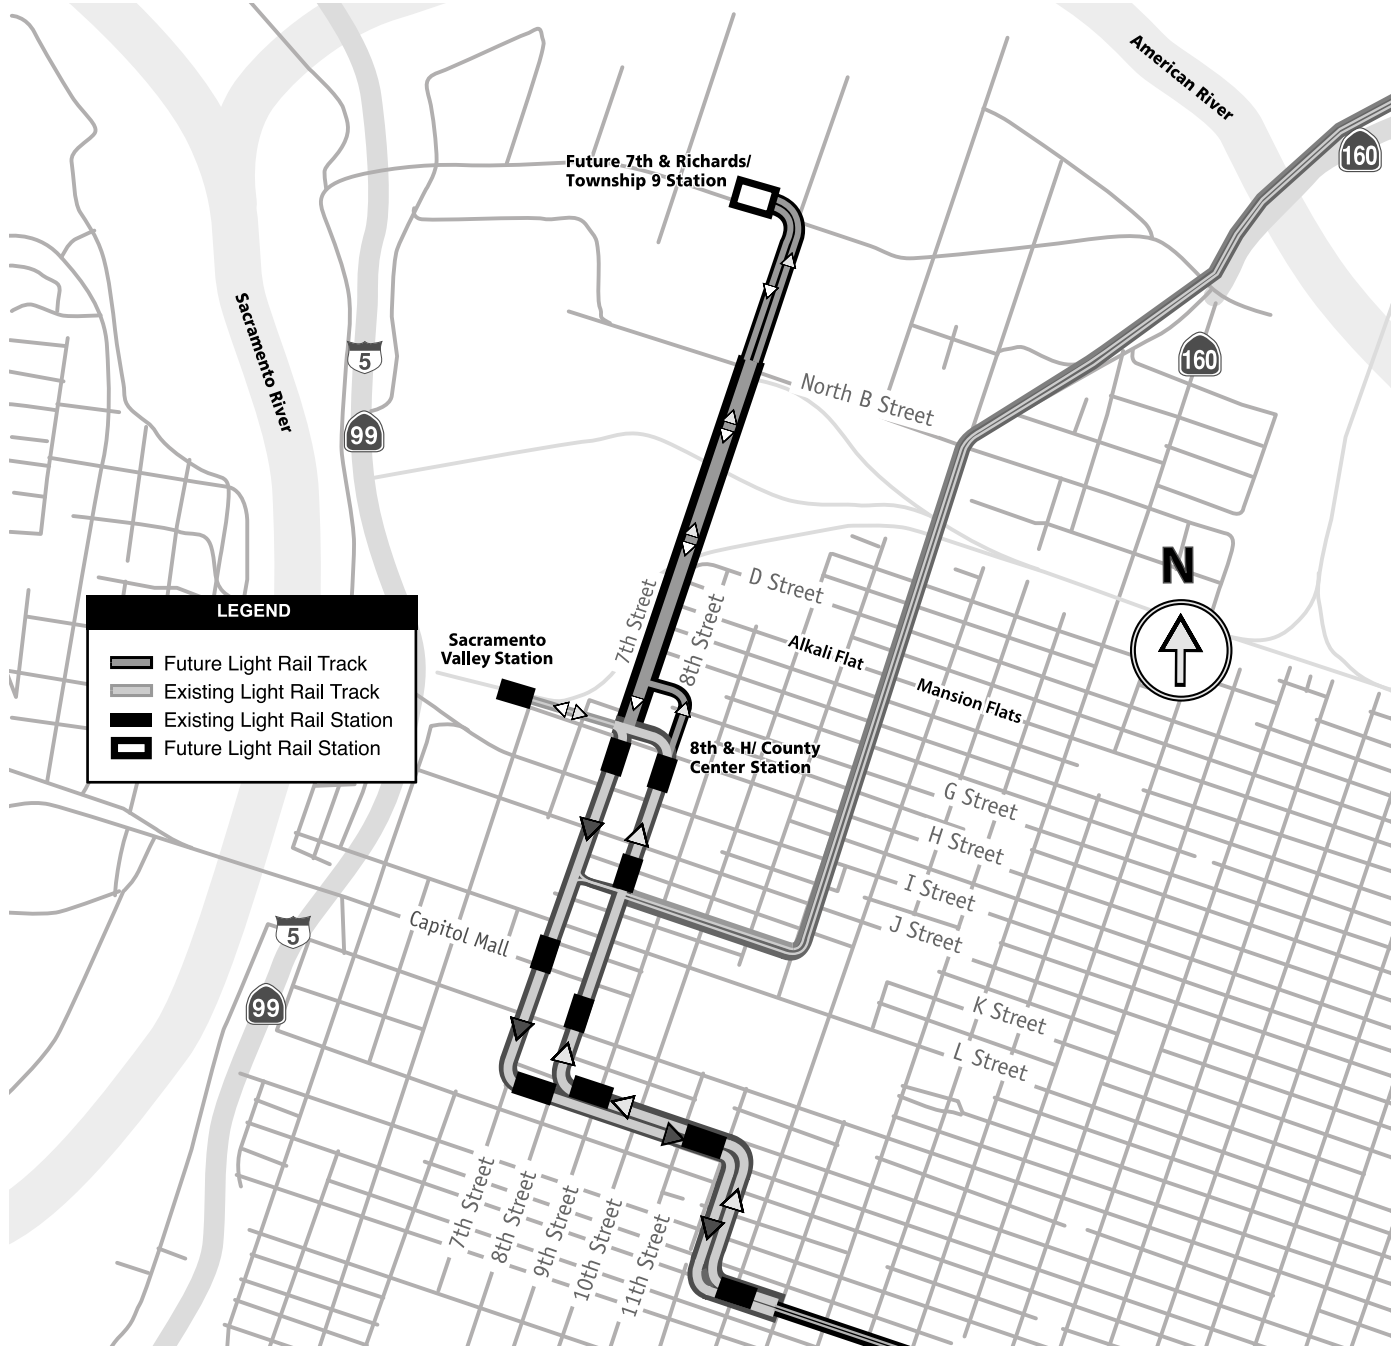 American River
160
Future 7th & Richards/
Township 9 Station
Sacramento River
5
160
North B Street
99
N
D Street
7th Street
8th Street
LEGEND
Future Light Rail Track
Existing Light Rail Track
Existing Light Rail Station
Future Light Rail Station
Sacramento
Valley Station
Alkali Flat
Mansion Flats
8th & H/ County
Center Station
G Street
H Street
I Street
J Street
Capitol Mall
5
99
K Street
L Street
7th Street
8th Street
9th Street
10th Street
11th Street